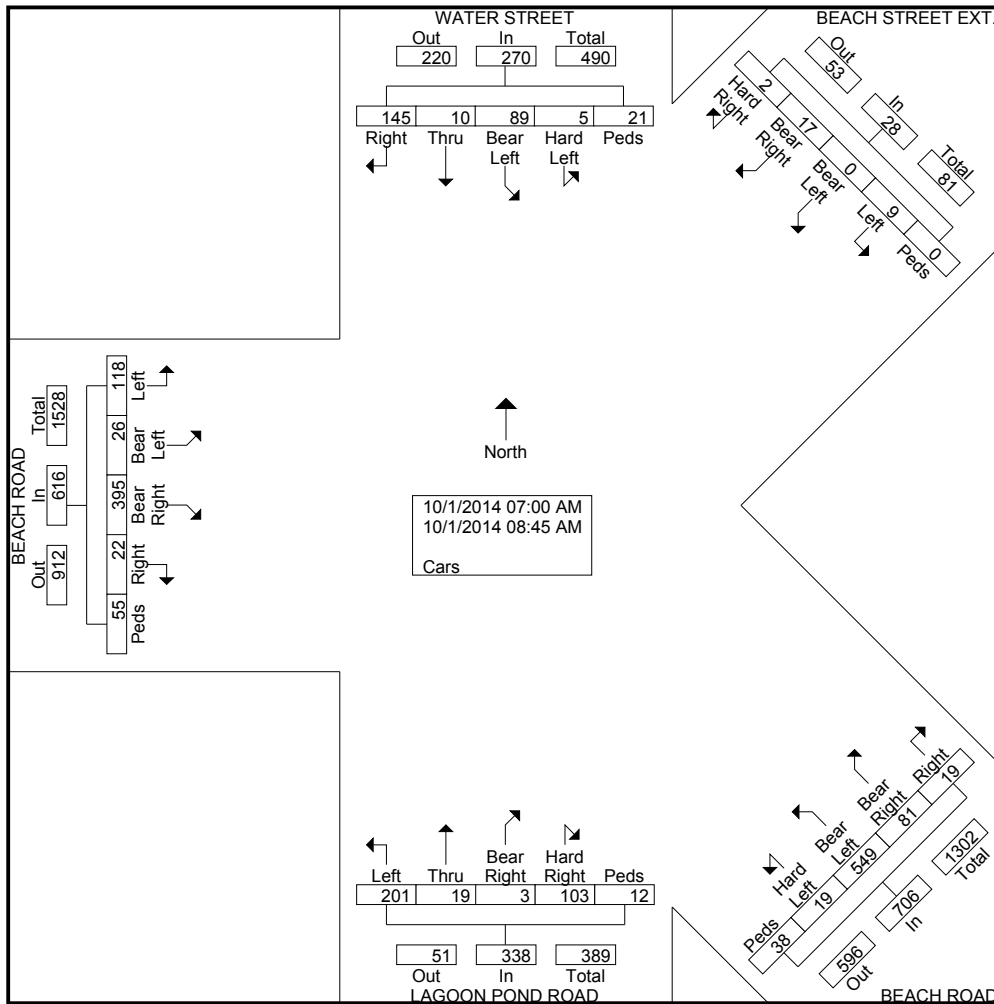 WATER STREET
Out In Total
220 270 490
145 10 89 5 21
Right Thru Bear Left Hard Left Peds
BEACH STREET EXT.
Out 53
In 28
Total 81
2 17 0 9 0
Hard Right Bear Right Bear Left Left Peds
BEACH ROAD
Total 1528
In 616
Out 912
118 26 395 22 55
Left Bear Left Bear Right Right Peds
North
10/1/2014 07:00 AM
10/1/2014 08:45 AM
Cars
Left Thru Bear Right Hard Right Peds
201 19 3 103 12
51 338 389
Out In Total
LAGOON POND ROAD
Peds Hard Left Bear Left Bear Right Right
38 19 549 81 19
596 706 1302
Out In Total
BEACH ROAD